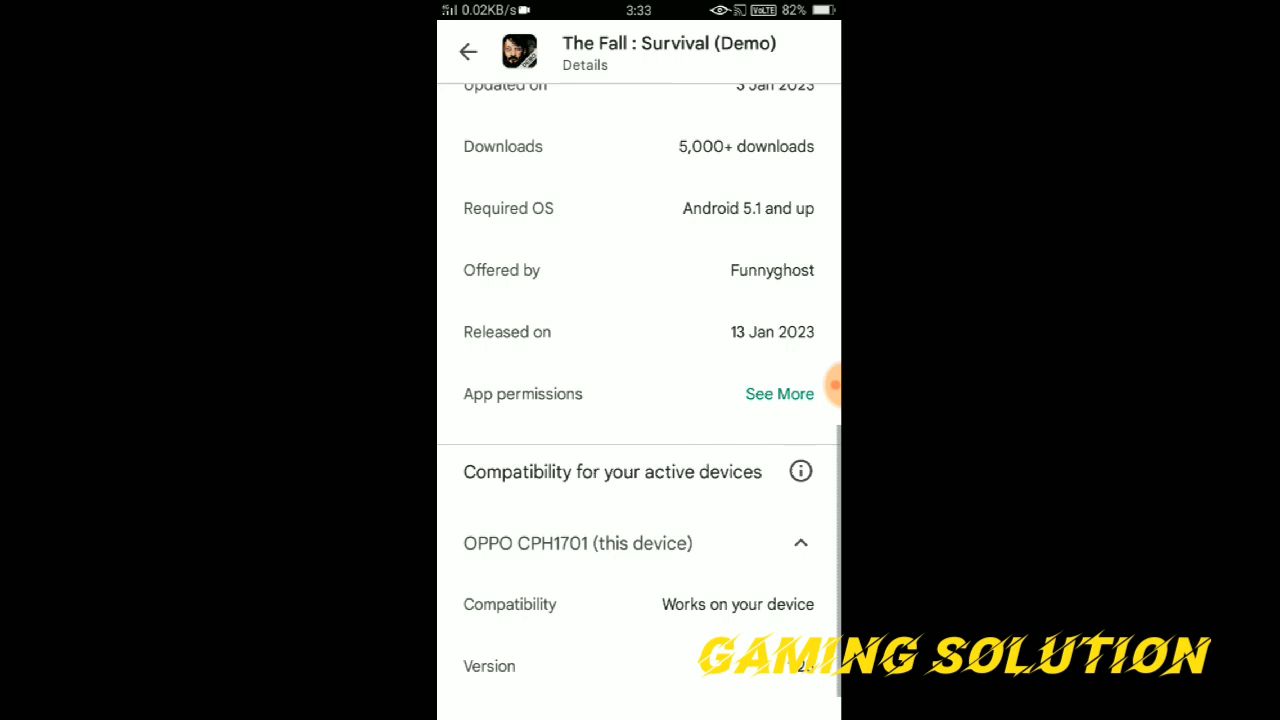 0.02KB/s 3:33 VoLTE 82%
The Fall : Survival (Demo)
Details
Updated on 3 Jan 2023
Downloads 5,000+ downloads
Required OS Android 5.1 and up
Offered by Funnyghost
Released on 13 Jan 2023
App permissions See More
Compatibility for your active devices
OPPO CPH1701 (this device)
Compatibility Works on your device
Version
GAMING SOLUTION